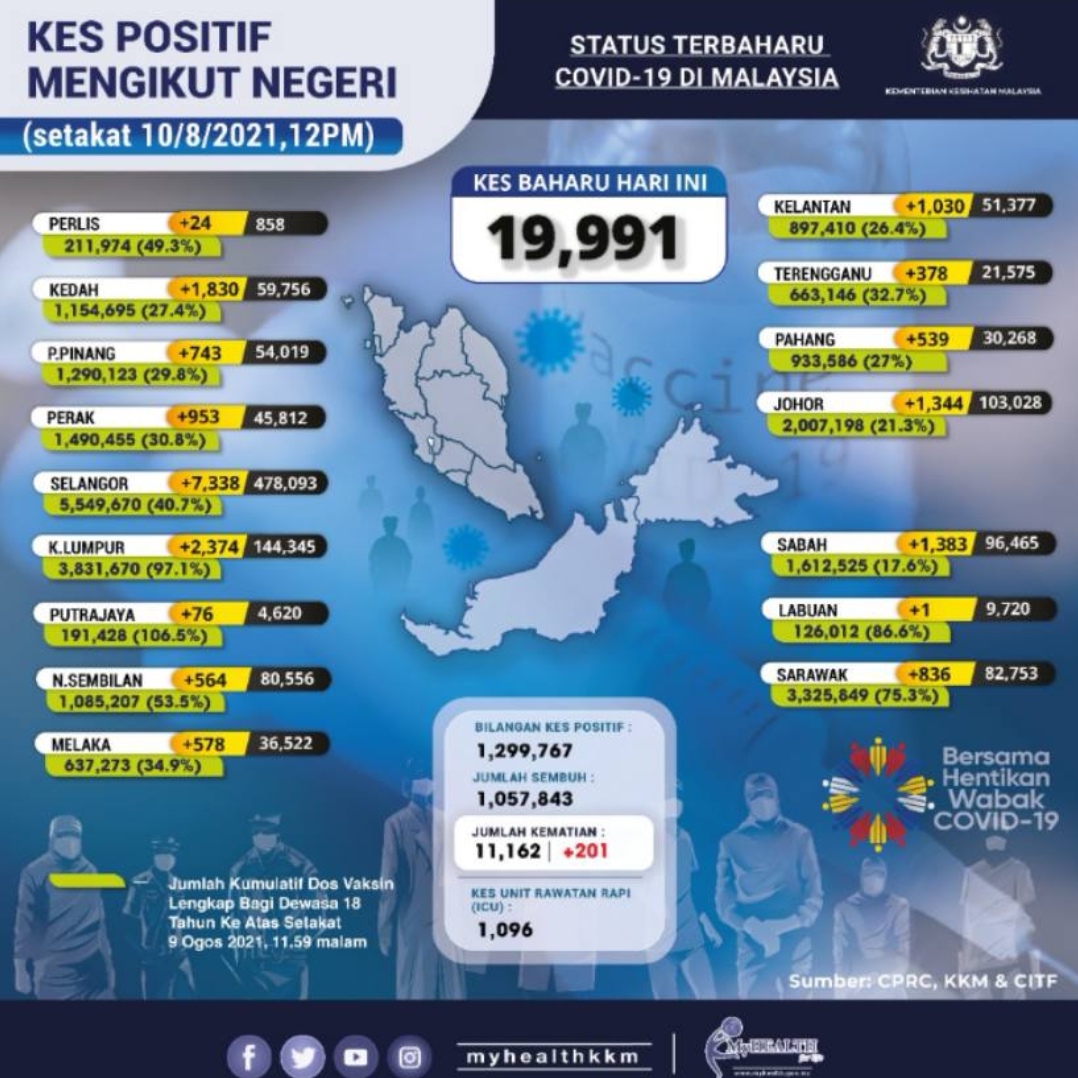 KES POSITIF
MENGIKUT NEGERI
(setakat 10/8/2021,12PM)
STATUS TERBAHARU
COVID-19 DI MALAYSIA
KEMENTERIAN KESIHATAN MALAYSIA
KES BAHARU HARI INI
19,991
PERLIS +24 858
211,974 (49.3%)
KEDAH +1,830 59,756
1,154,695 (27.4%)
P.PINANG +743 54,019
1,290,123 (29.8%)
PERAK +953 45,812
1,490,455 (30.8%)
SELANGOR +7,338 478,093
5,549,670 (40.7%)
K.LUMPUR +2,374 144,345
3,831,670 (97.1%)
PUTRAJAYA +76 4,620
191,428 (106.5%)
N.SEMBILAN +564 80,556
1,085,207 (53.5%)
MELAKA +578 36,522
637,273 (34.9%)
KELANTAN +1,030 51,377
897,410 (26.4%)
TERENGGANU +378 21,575
663,146 (32.7%)
PAHANG +539 30,268
933,586 (27%)
JOHOR +1,344 103,028
2,007,198 (21.3%)
SABAH +1,383 96,465
1,612,525 (17.6%)
LABUAN +1 9,720
126,012 (86.6%)
SARAWAK +836 82,753
3,325,849 (75.3%)
BILANGAN KES POSITIF :
1,299,767
JUMLAH SEMBUH :
1,057,843
JUMLAH KEMATIAN :
11,162 | +201
KES UNIT RAWATAN RAPI
(ICU) :
1,096
Bersama
Hentikan
Wabak
COVID-19
Jumlah Kumulatif Dos Vaksin
Lengkap Bagi Dewasa 18
Tahun Ke Atas Setakat
9 Ogos 2021, 11.59 malam
Sumber: CPRC, KKM & CITF
myhealthkkm
MyHEALTH
for life